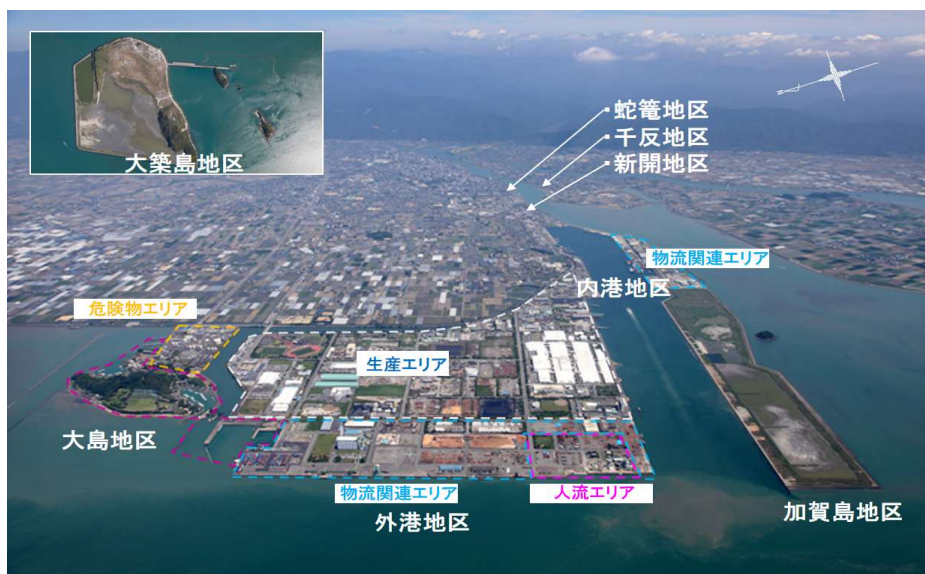 大築島地区
蛇篭地区
千反地区
新開地区
物流関連エリア
内港地区
危険物エリア
生産エリア
大島地区
物流関連エリア
人流エリア
外港地区
加賀島地区